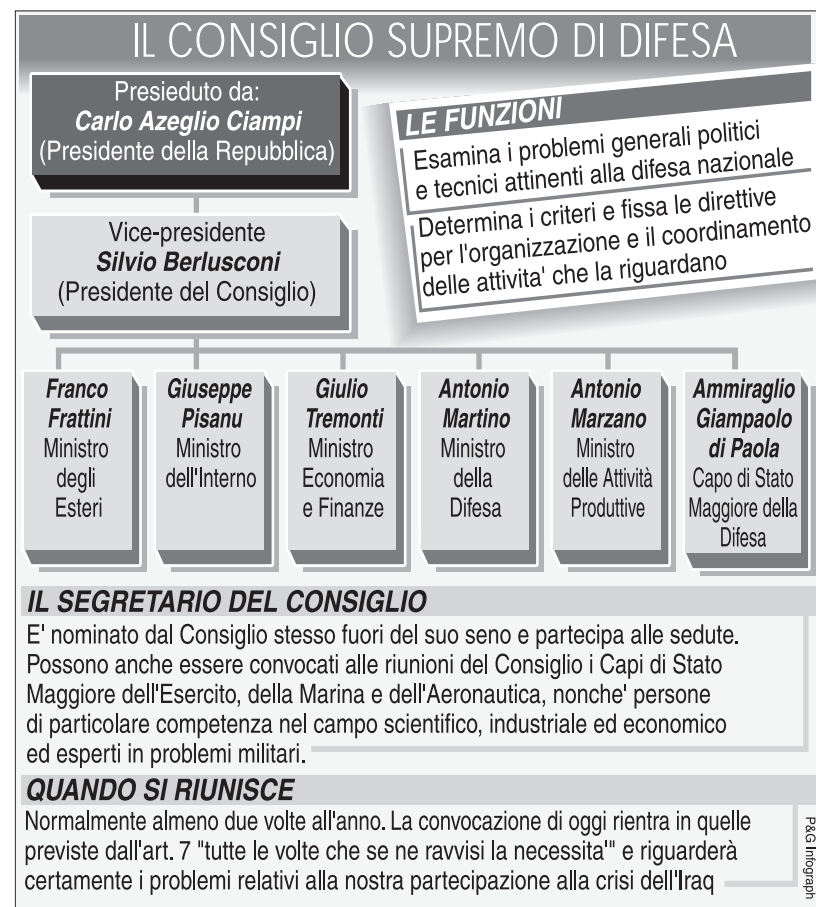 IL CONSIGLIO SUPREMO DI DIFESA
Presieduto da:
Carlo Azeglio Ciampi
(Presidente della Repubblica)
LE FUNZIONI
Esamina i problemi generali politici
e tecnici attinenti alla difesa nazionale
Determina i criteri e fissa le direttive
per l'organizzazione e il coordinamento
delle attivita' che la riguardano
Vice-presidente
Silvio Berlusconi
(Presidente del Consiglio)
Franco
Frattini
Ministro
degli
Esteri
Giuseppe
Pisanu
Ministro
dell'Interno
Giulio
Tremonti
Ministro
Economia
e Finanze
Antonio
Martino
Ministro
della
Difesa
Antonio
Marzano
Ministro
delle Attività
Produttive
Ammiraglio
Giampaolo
di Paola
Capo di Stato
Maggiore della
Difesa
IL SEGRETARIO DEL CONSIGLIO
E' nominato dal Consiglio stesso fuori del suo seno e partecipa alle sedute.
Possono anche essere convocati alle riunioni del Consiglio i Capi di Stato
Maggiore dell'Esercito, della Marina e dell'Aeronautica, nonche' persone
di particolare competenza nel campo scientifico, industriale ed economico
ed esperti in problemi militari.
QUANDO SI RIUNISCE
Normalmente almeno due volte all'anno. La convocazione di oggi rientra in quelle
previste dall'art. 7 "tutte le volte che se ne ravvisi la necessita'" e riguarderà
certamente i problemi relativi alla nostra partecipazione alla crisi dell'Iraq
P&G Infograph